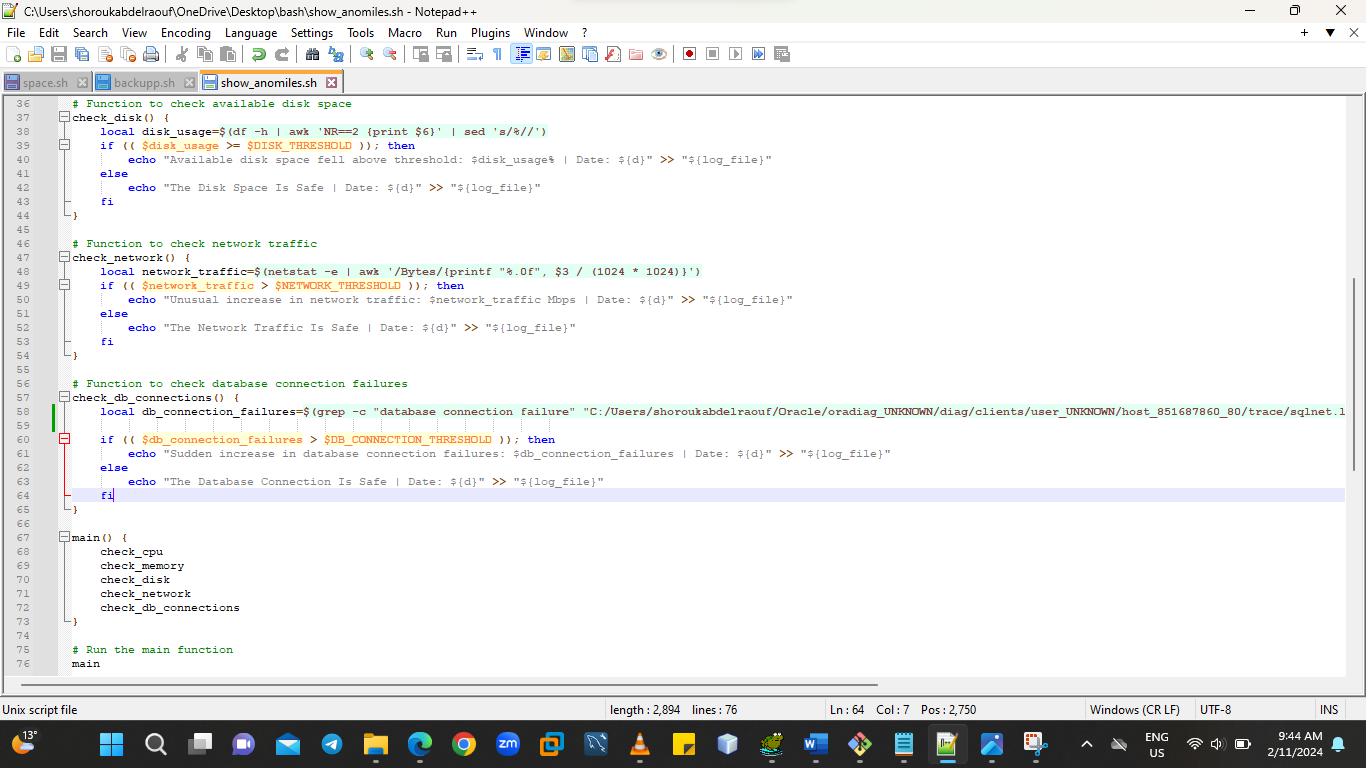 C:\Users\shoroukabdelraouf\OneDrive\Desktop\bash\show_anomiles.sh - Notepad++
File Edit Search View Encoding Language Settings Tools Macro Run Plugins Window ?
space.sh backupp.sh show_anomiles.sh
36 # Function to check available disk space
37 check_disk() {
38 local disk_usage=$(df -h | awk 'NR==2 {print $6}' | sed 's/%//')
39 if (( $disk_usage >= $DISK_THRESHOLD )); then
40 echo "Available disk space fell above threshold: $disk_usage% | Date: ${d}" >> "${log_file}"
41 else
42 echo "The Disk Space Is Safe | Date: ${d}" >> "${log_file}"
43 fi
44 }
45
46 # Function to check network traffic
47 check_network() {
48 local network_traffic=$(netstat -e | awk '/Bytes/{printf "%.0f", $3 / (1024 * 1024)}')
49 if (( $network_traffic > $NETWORK_THRESHOLD )); then
50 echo "Unusual increase in network traffic: $network_traffic Mbps | Date: ${d}" >> "${log_file}"
51 else
52 echo "The Network Traffic Is Safe | Date: ${d}" >> "${log_file}"
53 fi
54 }
55
56 # Function to check database connection failures
57 check_db_connections() {
58 local db_connection_failures=$(grep -c "database connection failure" "C:/Users/shoroukabdelraouf/Oracle/oradiag_UNKNOWN/diag/clients/user_UNKNOWN/host_851687860_80/trace/sqlnet.l
59
60 if (( $db_connection_failures > $DB_CONNECTION_THRESHOLD )); then
61 echo "Sudden increase in database connection failures: $db_connection_failures | Date: ${d}" >> "${log_file}"
62 else
63 echo "The Database Connection Is Safe | Date: ${d}" >> "${log_file}"
64 fi
65 }
66
67 main() {
68 check_cpu
69 check_memory
70 check_disk
71 check_network
72 check_db_connections
73 }
74
75 # Run the main function
76 main
Unix script file length : 2,894 lines : 76 Ln : 64 Col : 7 Pos : 2,750 Windows (CR LF) UTF-8 INS
13° zm ENG US 9:44 AM 2/11/2024